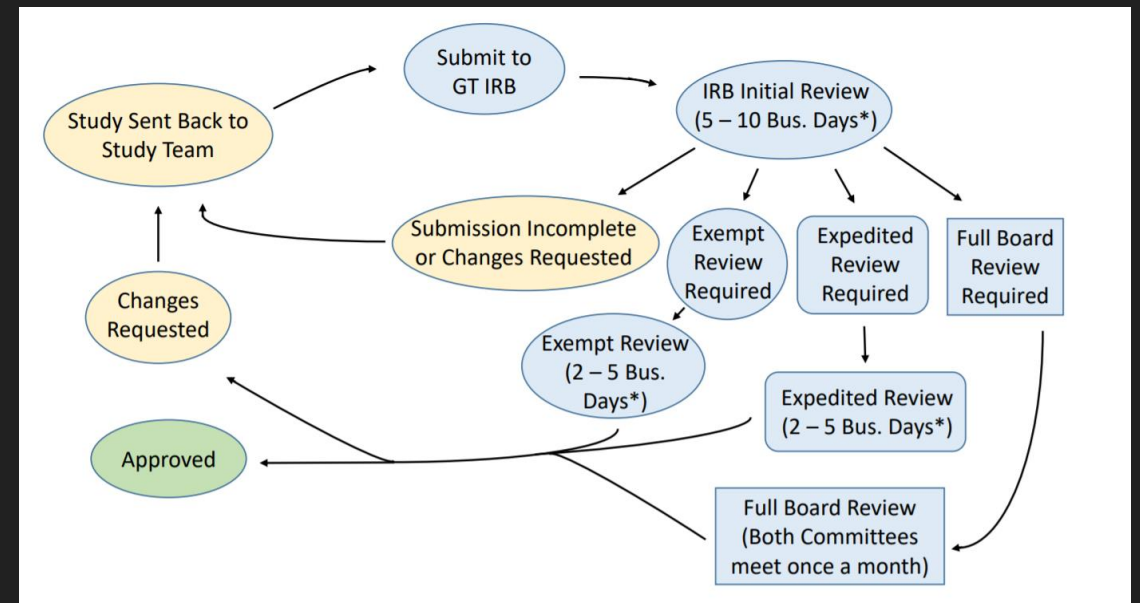 Submit to
GT IRB
IRB Initial Review
(5 – 10 Bus. Days*)
Study Sent Back to
Study Team
Submission Incomplete
or Changes Requested
Exempt
Review
Required
Expedited
Review
Required
Full Board
Review
Required
Changes
Requested
Exempt Review
(2 – 5 Bus.
Days*)
Expedited Review
(2 – 5 Bus. Days*)
Approved
Full Board Review
(Both Committees
meet once a month)